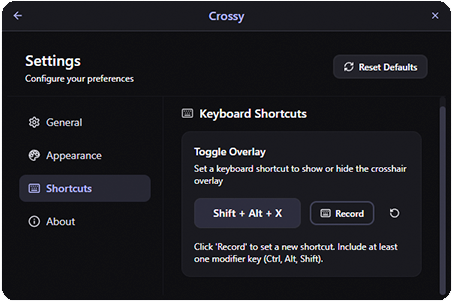 Crossy
Settings
Configure your preferences
Reset Defaults
General
Appearance
Shortcuts
About
Keyboard Shortcuts
Toggle Overlay
Set a keyboard shortcut to show or hide the crosshair
overlay
Shift + Alt + X
Record
Click 'Record' to set a new shortcut. Include at least
one modifier key (Ctrl, Alt, Shift).